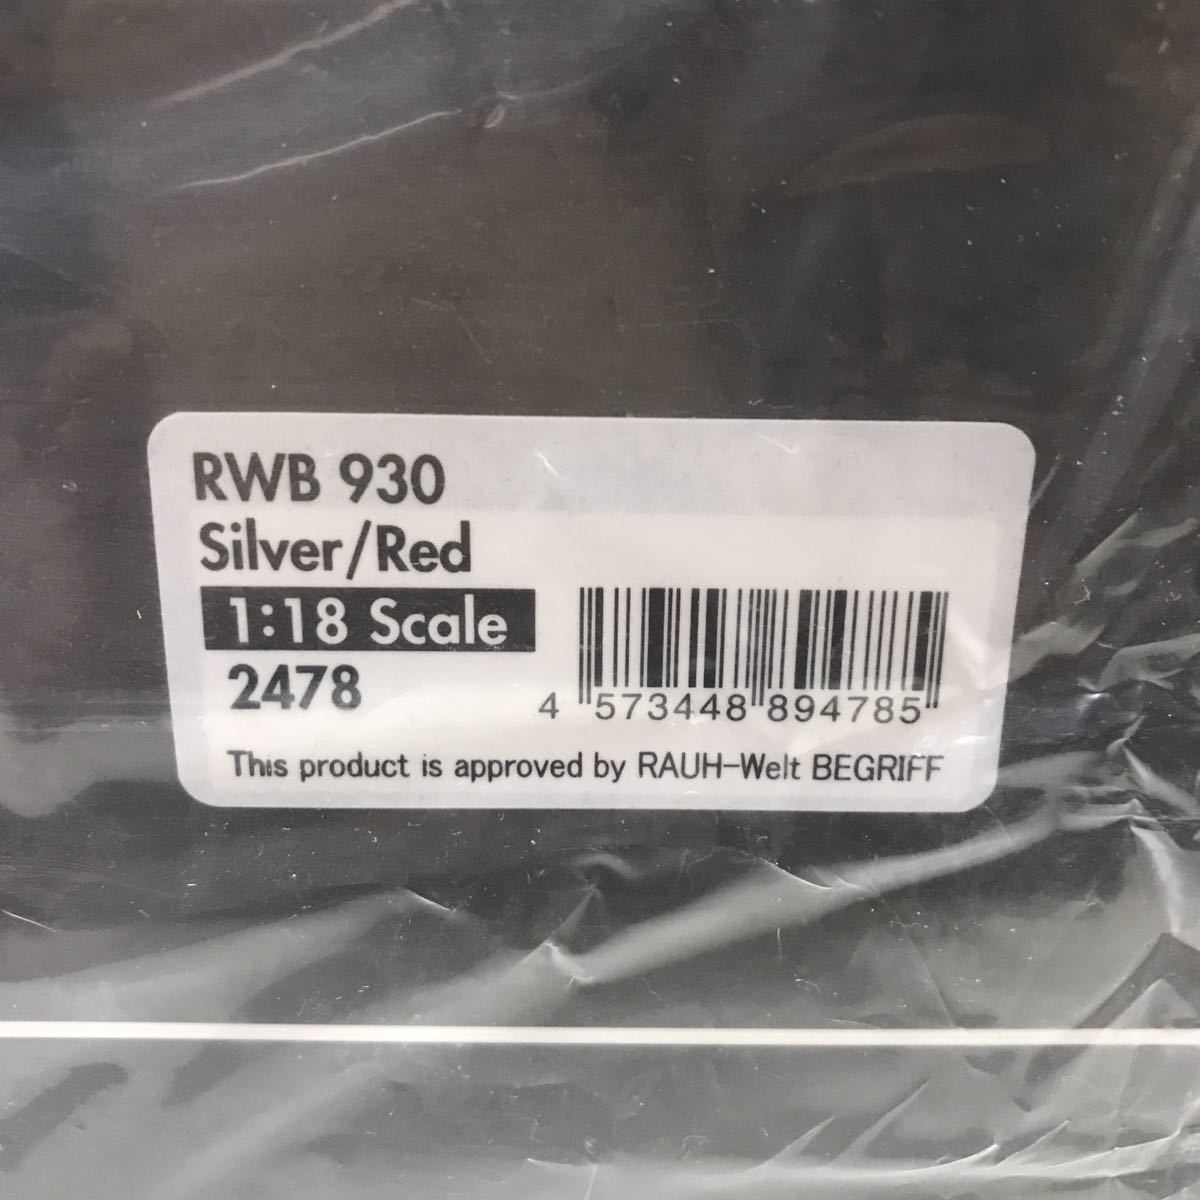 RWB 930
Silver/Red
1:18 Scale
2478
4 573448 894785
This product is approved by RAUH-Welt BEGRIFF